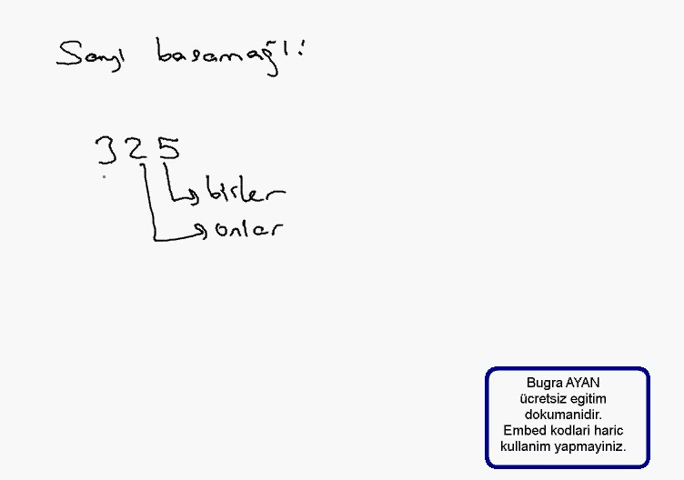 Sayı basamağı:
325
birler
onlar
Bugra AYAN
ücretsiz egitim
dokumanidir.
Embed kodlari haric
kullanim yapmayiniz.